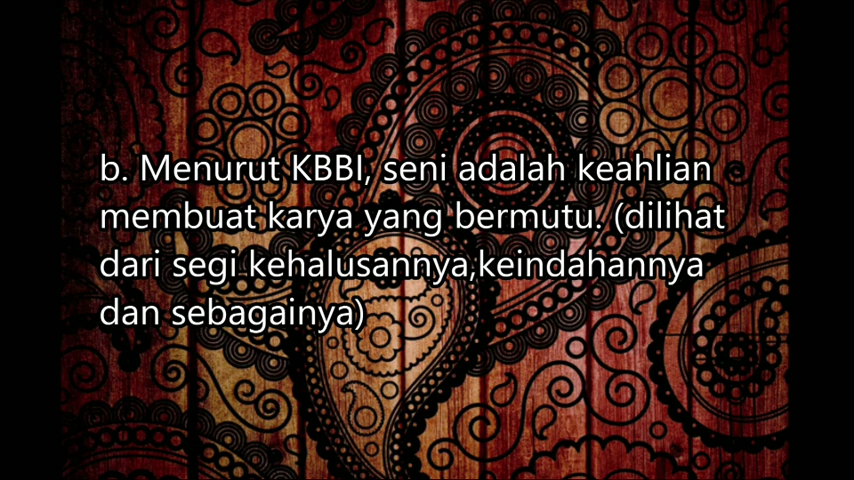 b. Menurut KBBI, seni adalah keahlian
membuat karya yang bermutu. (dilihat
dari segi kehalusannya,keindahannya
dan sebagainya)